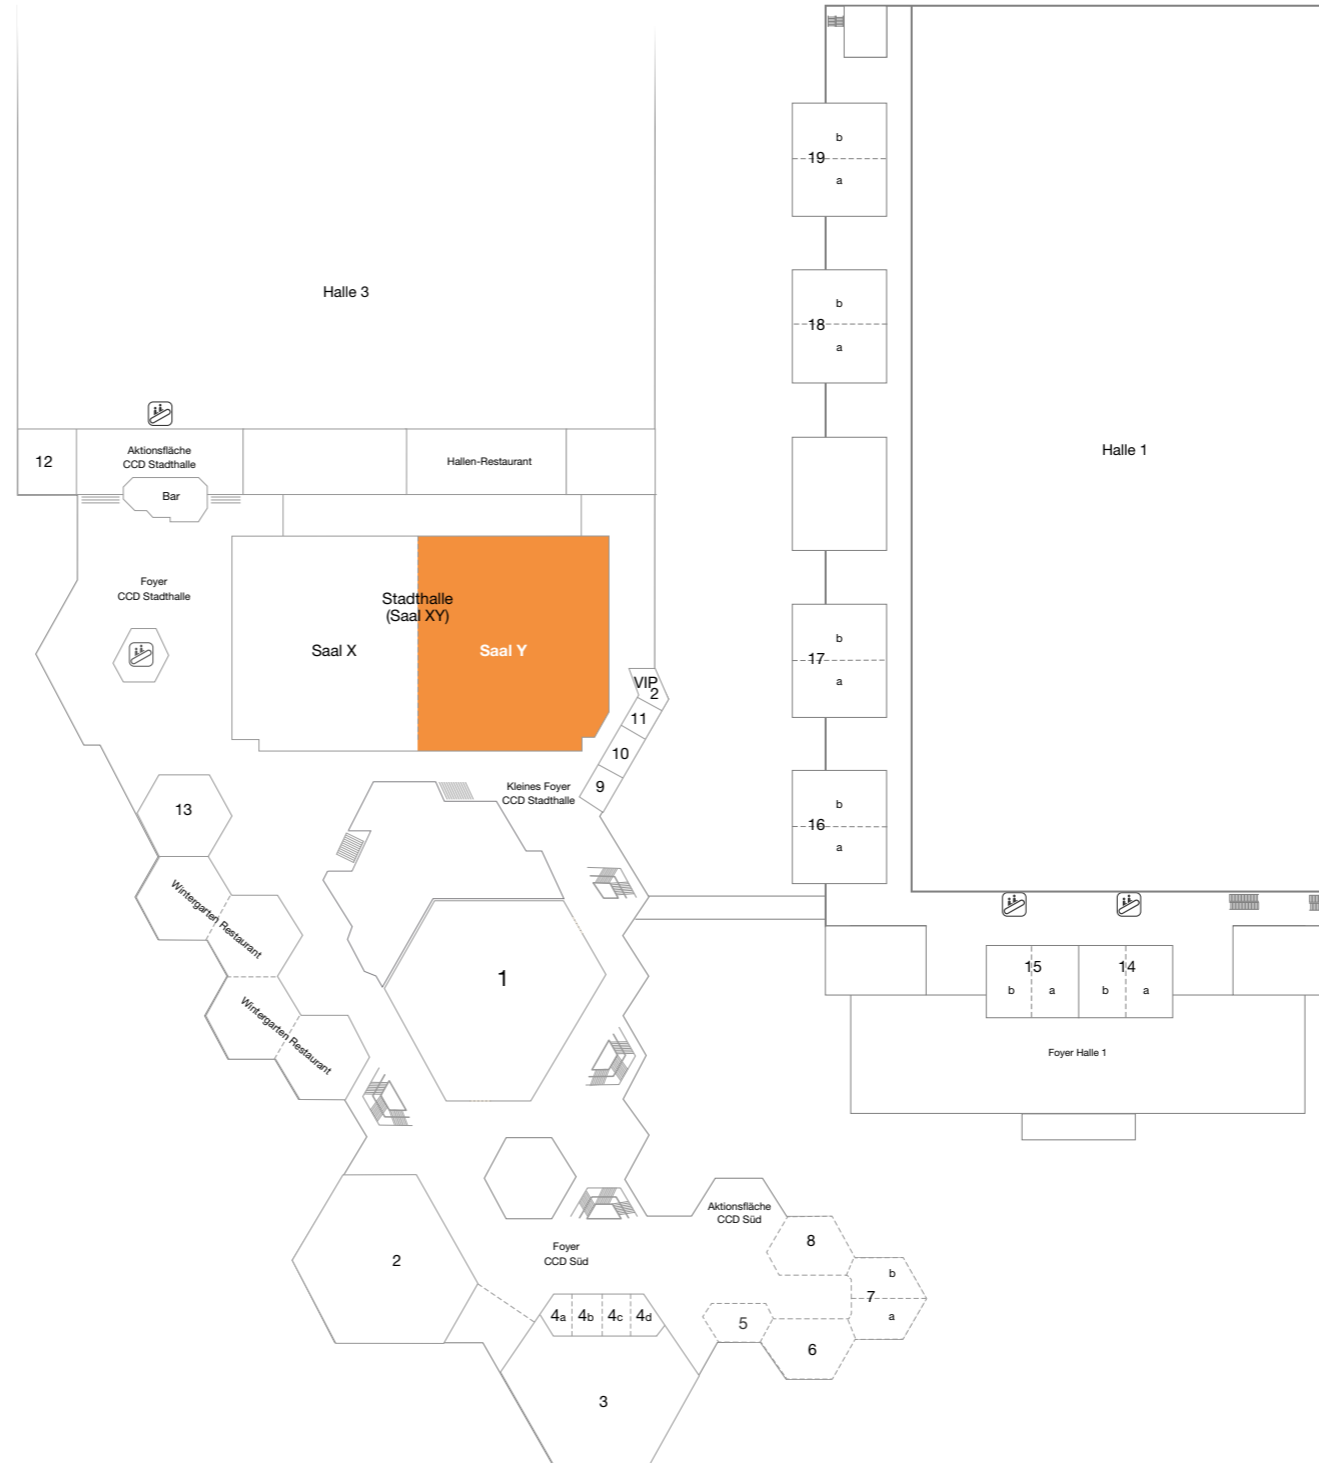 b
19
a
Halle 3
b
18
a
Halle 1
12
Aktionsfläche
CCD Stadthalle
Hallen-Restaurant
Bar
Foyer
CCD Stadthalle
Stadthalle
(Saal XY)
Saal X
Saal Y
b
17
a
VIP
2
11
10
9
Kleines Foyer
CCD Stadthalle
b
16
a
13
Wintergarten Restaurant
Wintergarten Restaurant
1
15
b
a
14
b
a
Foyer Halle 1
Aktionsfläche
CCD Süd
2
Foyer
CCD Süd
8
b
7
a
4a
4b
4c
4d
5
6
3